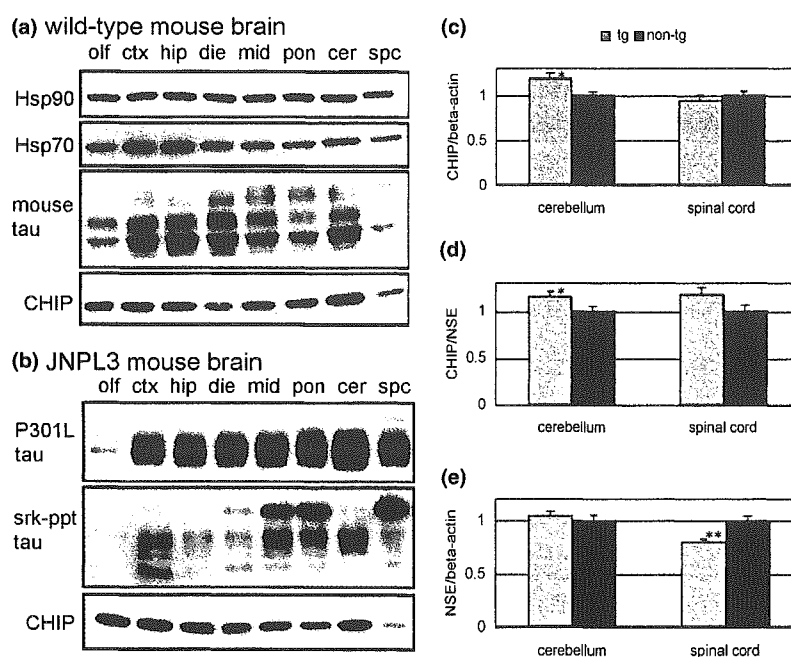 (a) wild-type mouse brain
olf ctx hip die mid pon cer spc
Hsp90
Hsp70
mouse
tau
CHIP
(b) JNPL3 mouse brain
olf ctx hip die mid pon cer spc
P301L
tau
srk-ppt
tau
CHIP
(c)
tg non-tg
CHIP/beta-actin
1
0.5
0
*
cerebellum spinal cord
(d)
CHIP/NSE
1
0.5
0
*
cerebellum spinal cord
(e)
NSE/beta-actin
1
0.5
0
**
cerebellum spinal cord